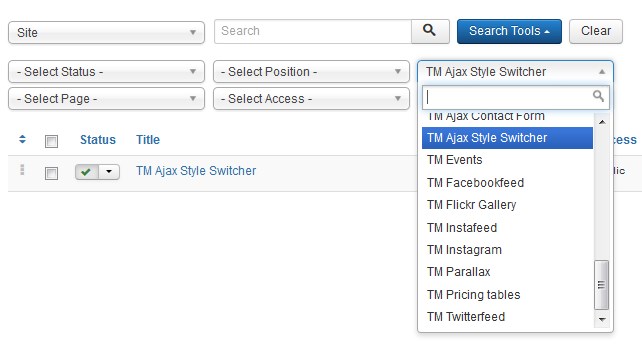 Site
Search
Search Tools
Clear
- Select Status -
- Select Position -
TM Ajax Style Switcher
- Select Page -
- Select Access -
TM Ajax Contact Form
Status
Title
TM Ajax Style Switcher
cess
TM Events
TM Ajax Style Switcher
lic
TM Facebookfeed
TM Flickr Gallery
TM Instafeed
TM Instagram
TM Parallax
TM Pricing tables
TM Twitterfeed